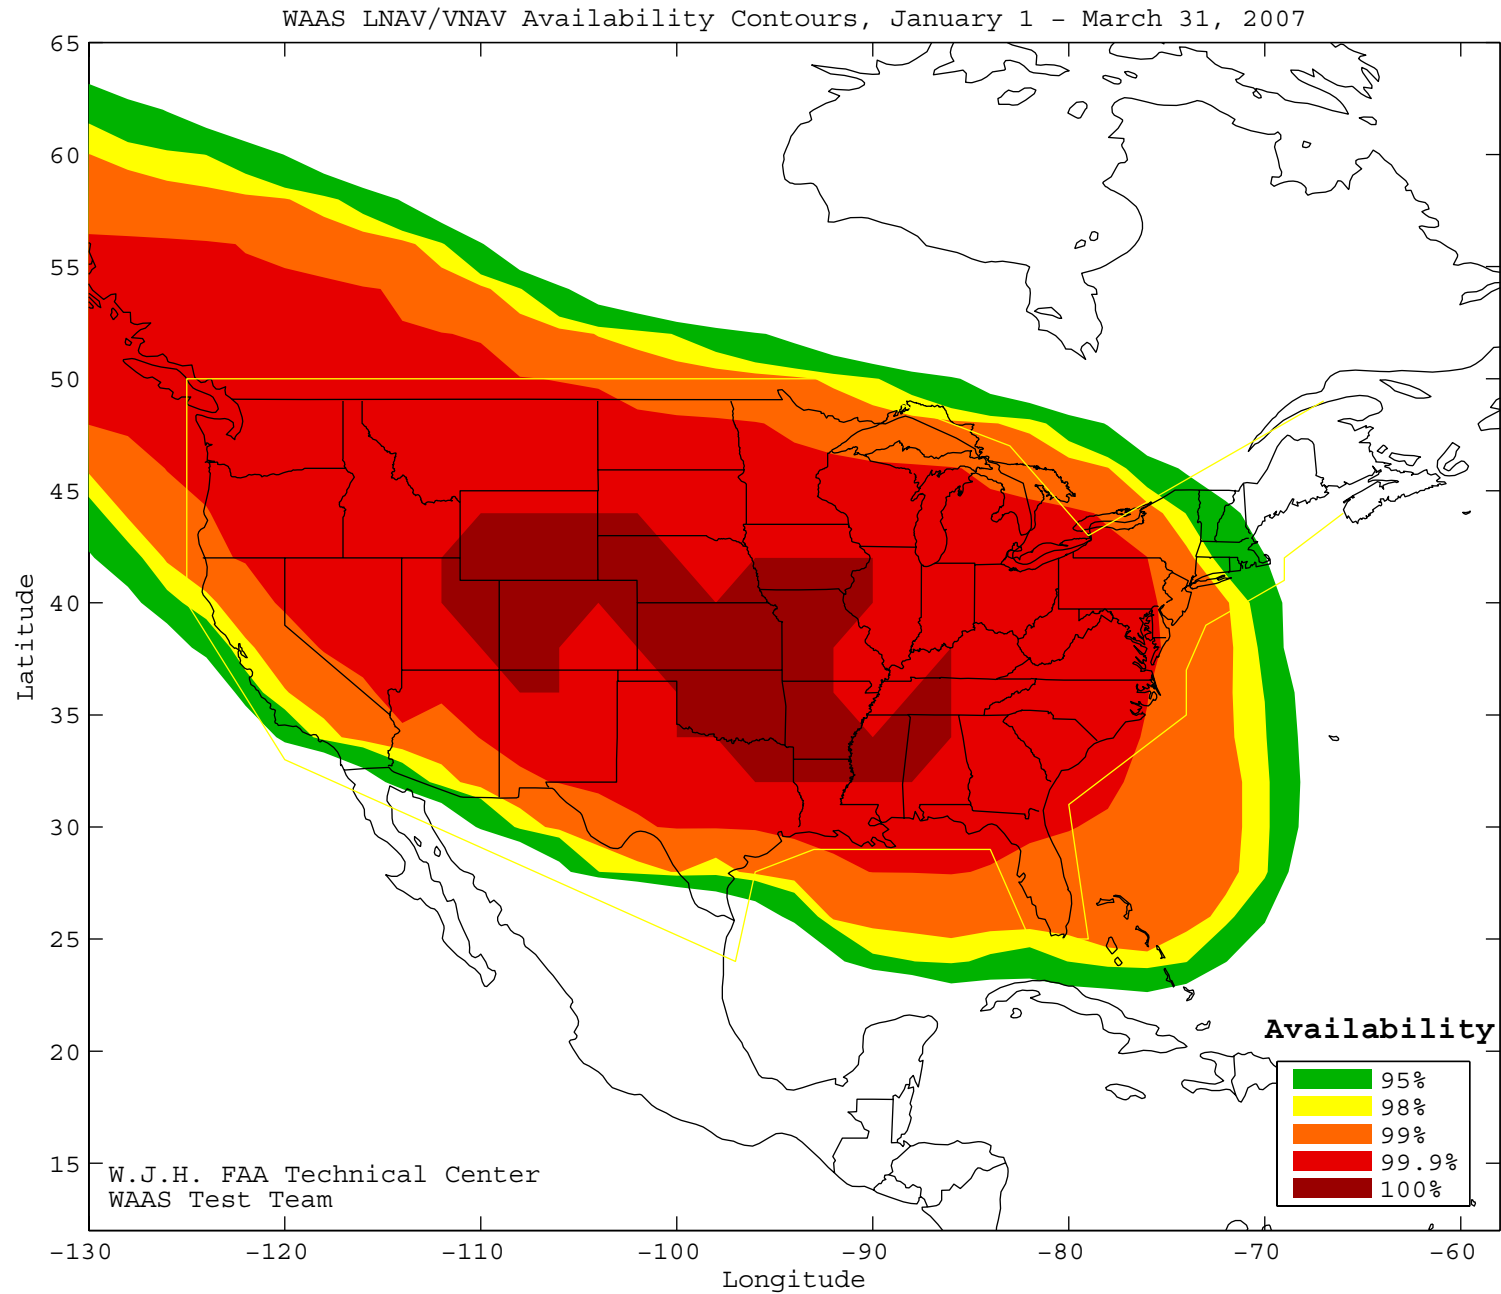 WAAS LNAV/VNAV Availability Contours, January 1 – March 31, 2007
65
60
55
50
45
40
35
30
25
20
15
Latitude
W.J.H. FAA Technical Center
WAAS Test Team
Availability
95%
98%
99%
99.9%
100%
−130 −120 −110 −100 −90 −80 −70 −60
Longitude